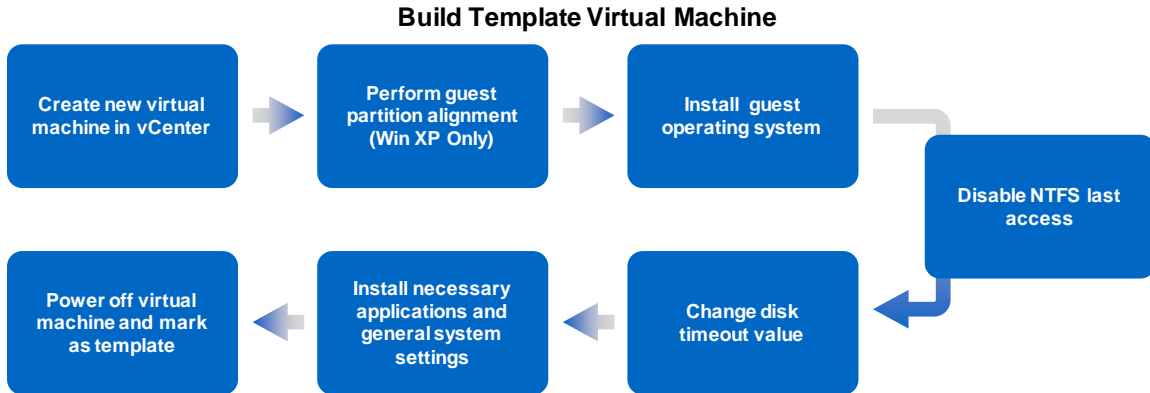 Build Template Virtual Machine
Create new virtual
machine in vCenter
Perform guest
partition alignment
(Win XP Only)
Install guest
operating system
Disable NTFS last
access
Change disk
timeout value
Install necessary
applications and
general system
settings
Power off virtual
machine and mark
as template